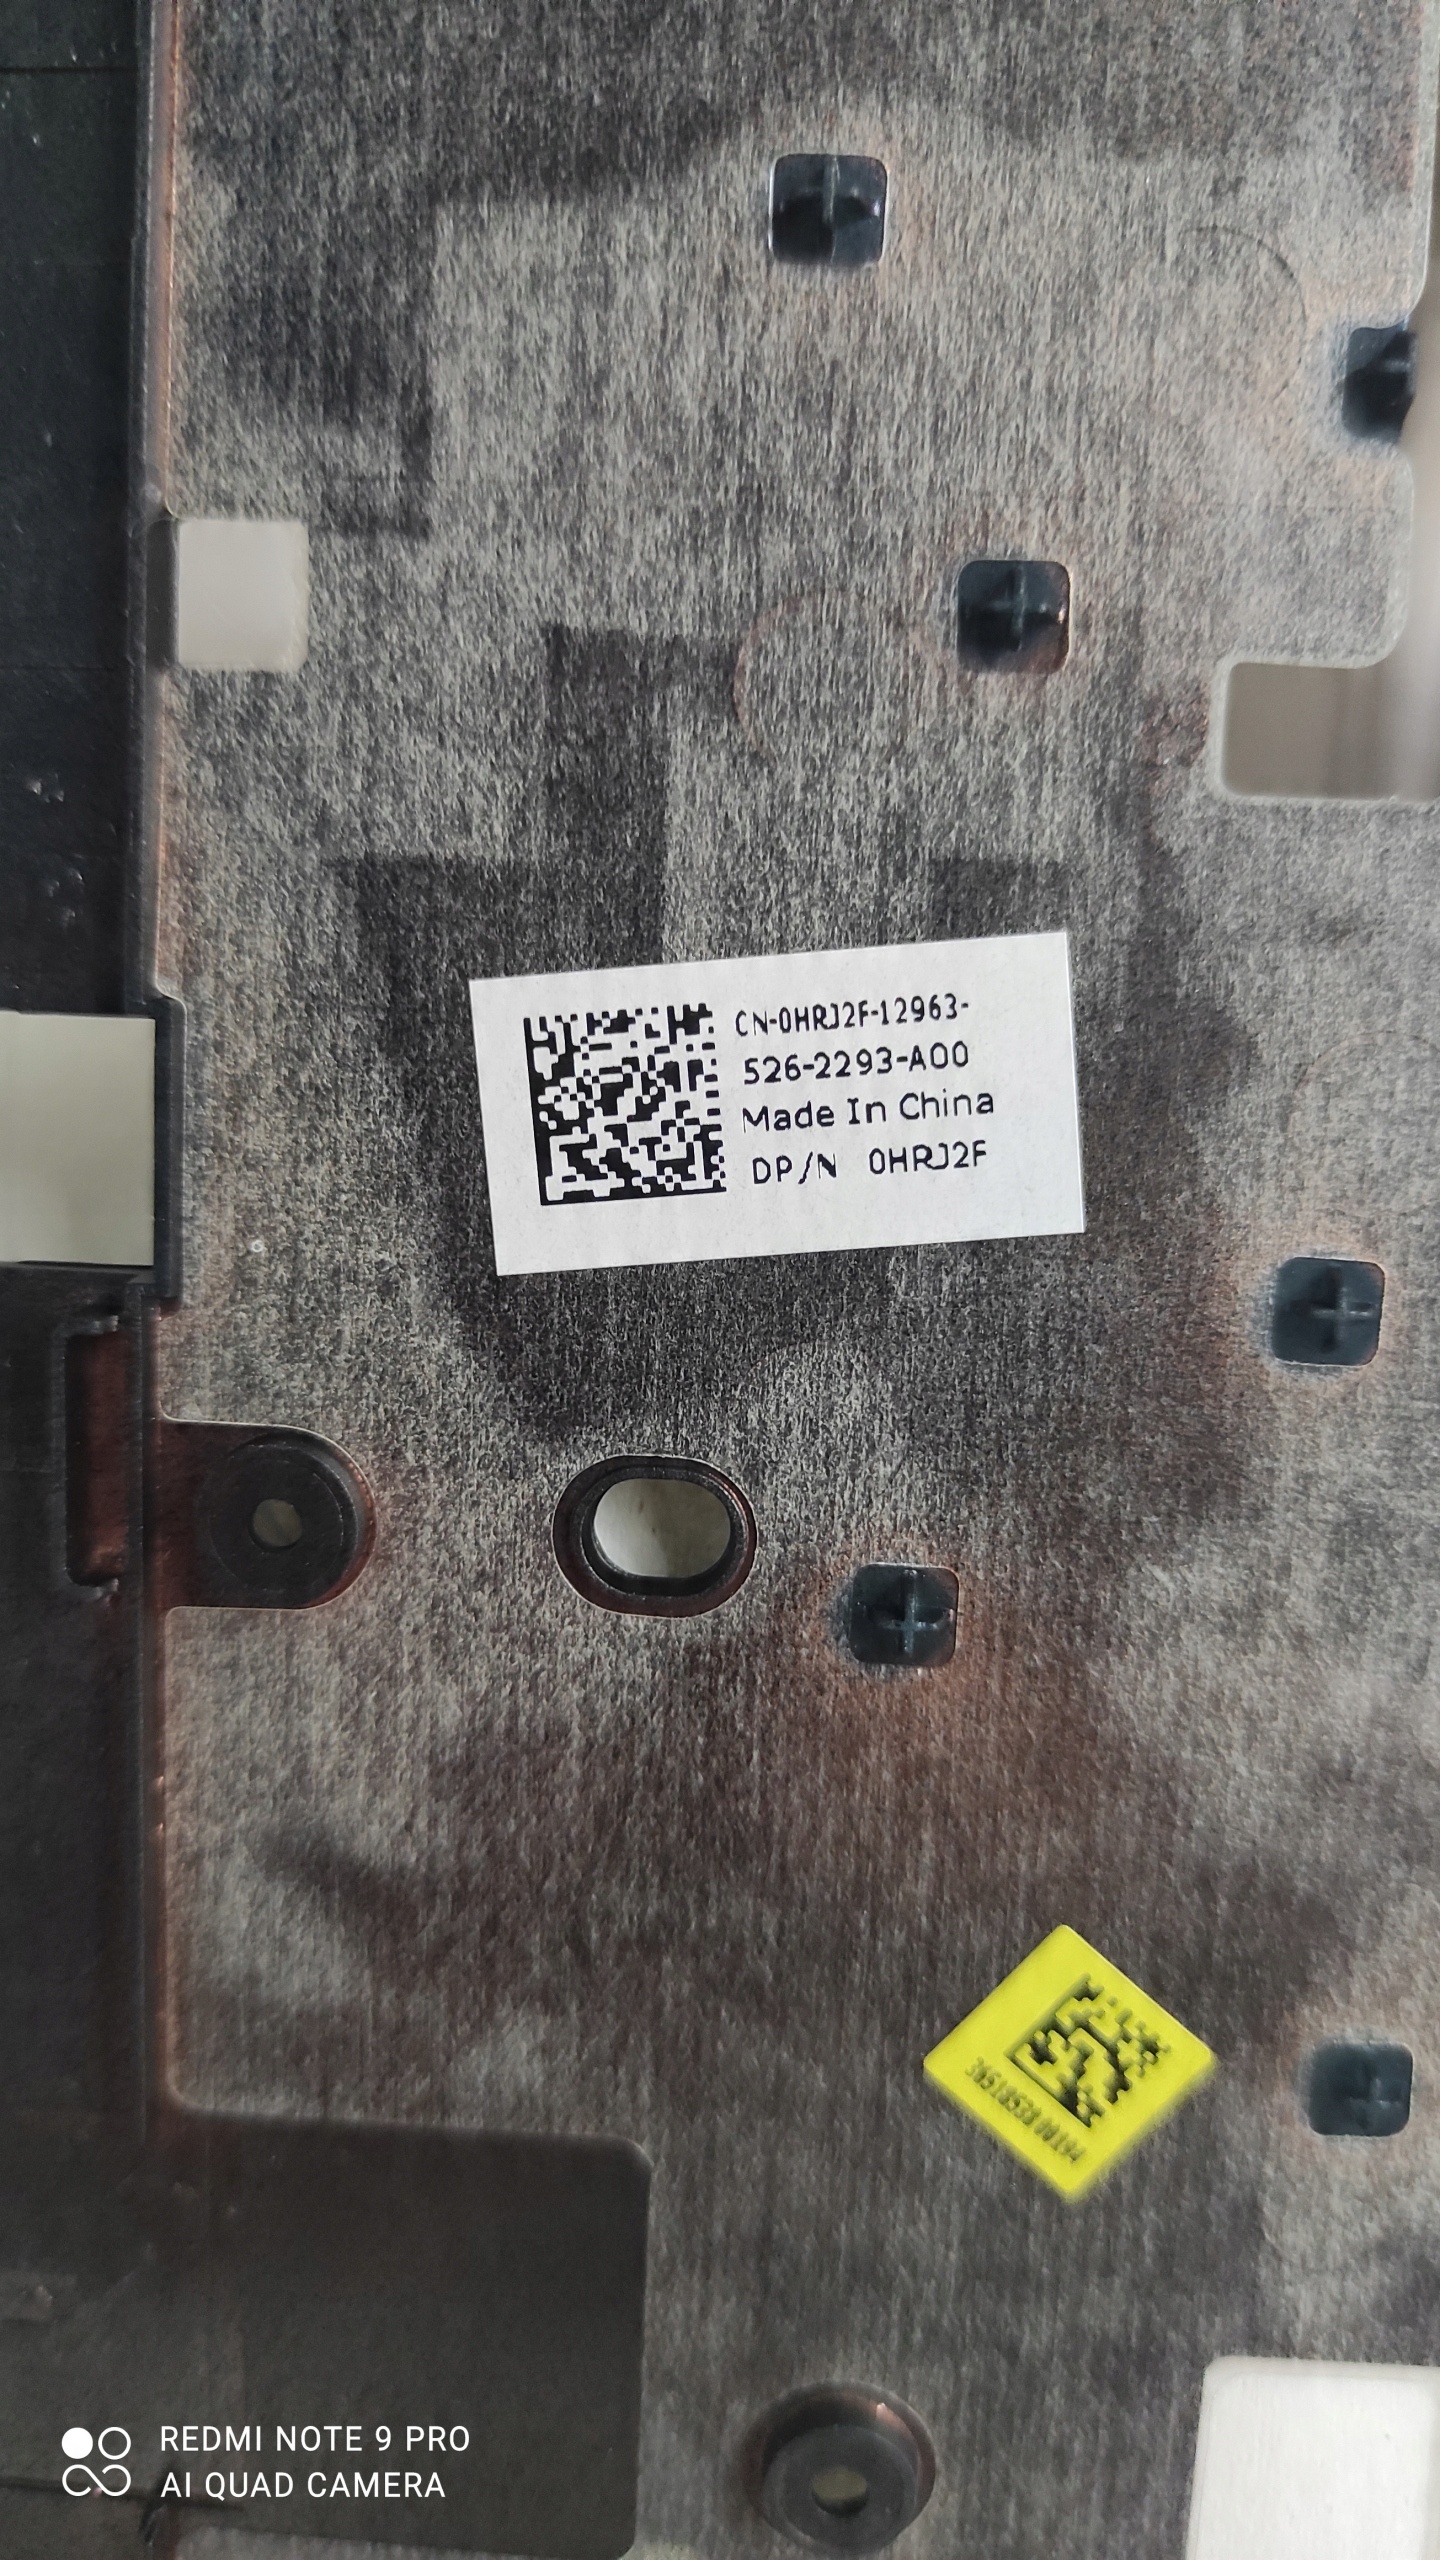 CN-0HRJ2F-12963-
526-2293-A00
Made In China
DP/N 0HRJ2F
REDMI NOTE 9 PRO
AI QUAD CAMERA